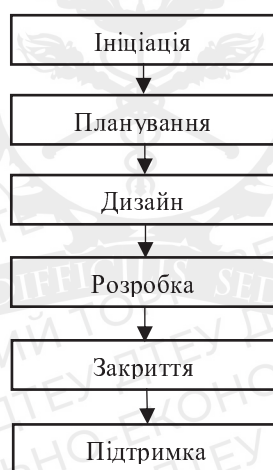 Ініціація
Планування
Дизайн
Розробка
Закриття
Підтримка